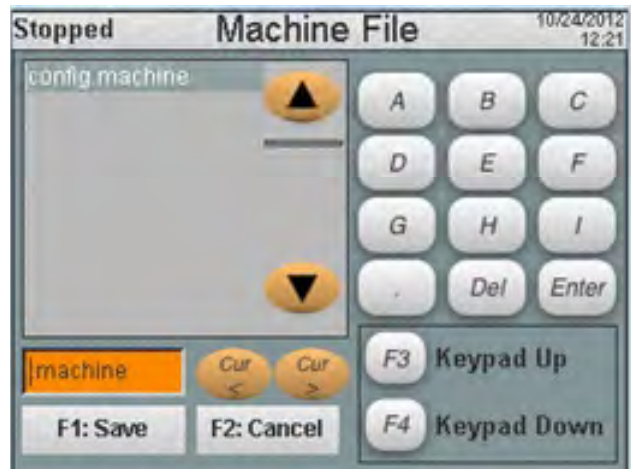 Stopped
Machine File
10/24/2012
12:21
config.machine
A B C
D E F
G H I
. Del Enter
.machine
Cur <
Cur >
F3 Keypad Up
F1: Save
F2: Cancel
F4 Keypad Down